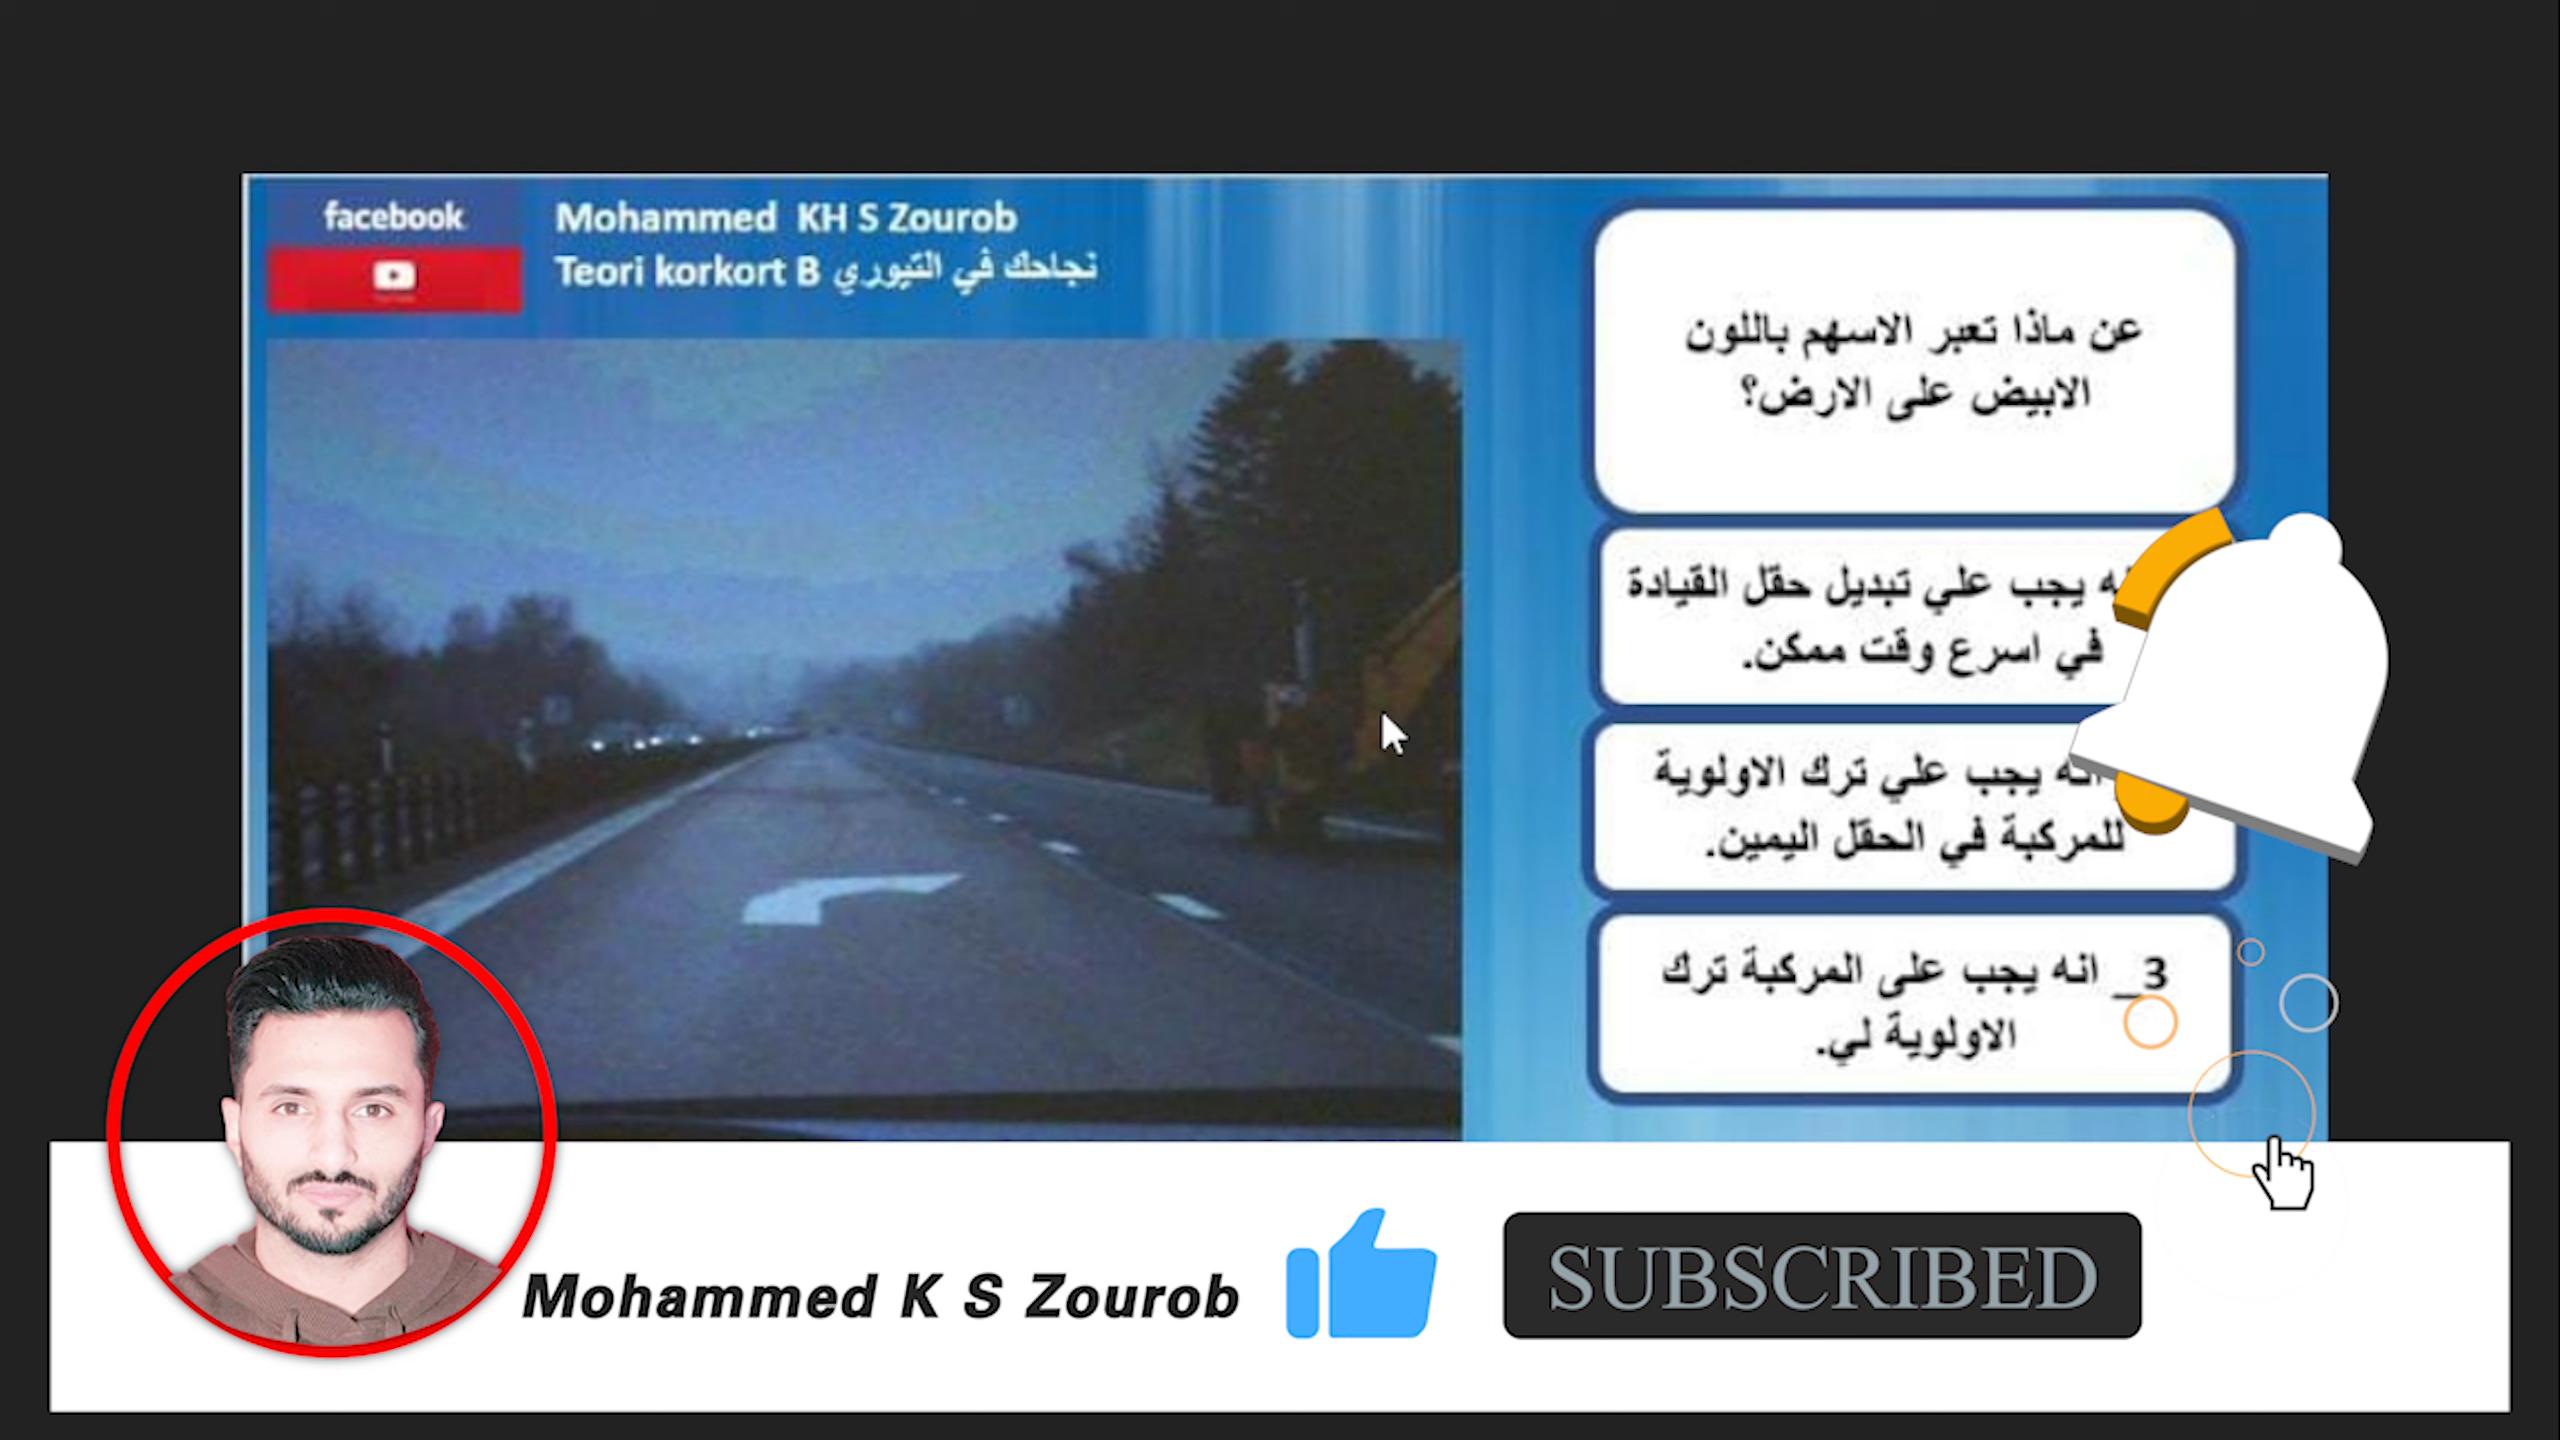 facebook
Mohammed KH S Zourob
Teori korkort B نجاحك في التيوري
عن ماذا تعبر الاسهم باللون
الابيض على الارض؟
يجب علي تبديل حقل القيادة
في اسرع وقت ممكن.
انه يجب علي ترك الاولوية
للمركبة في الحقل اليمين.
3_ انه يجب على المركبة ترك
الاولوية لي.
Mohammed K S Zourob
SUBSCRIBED